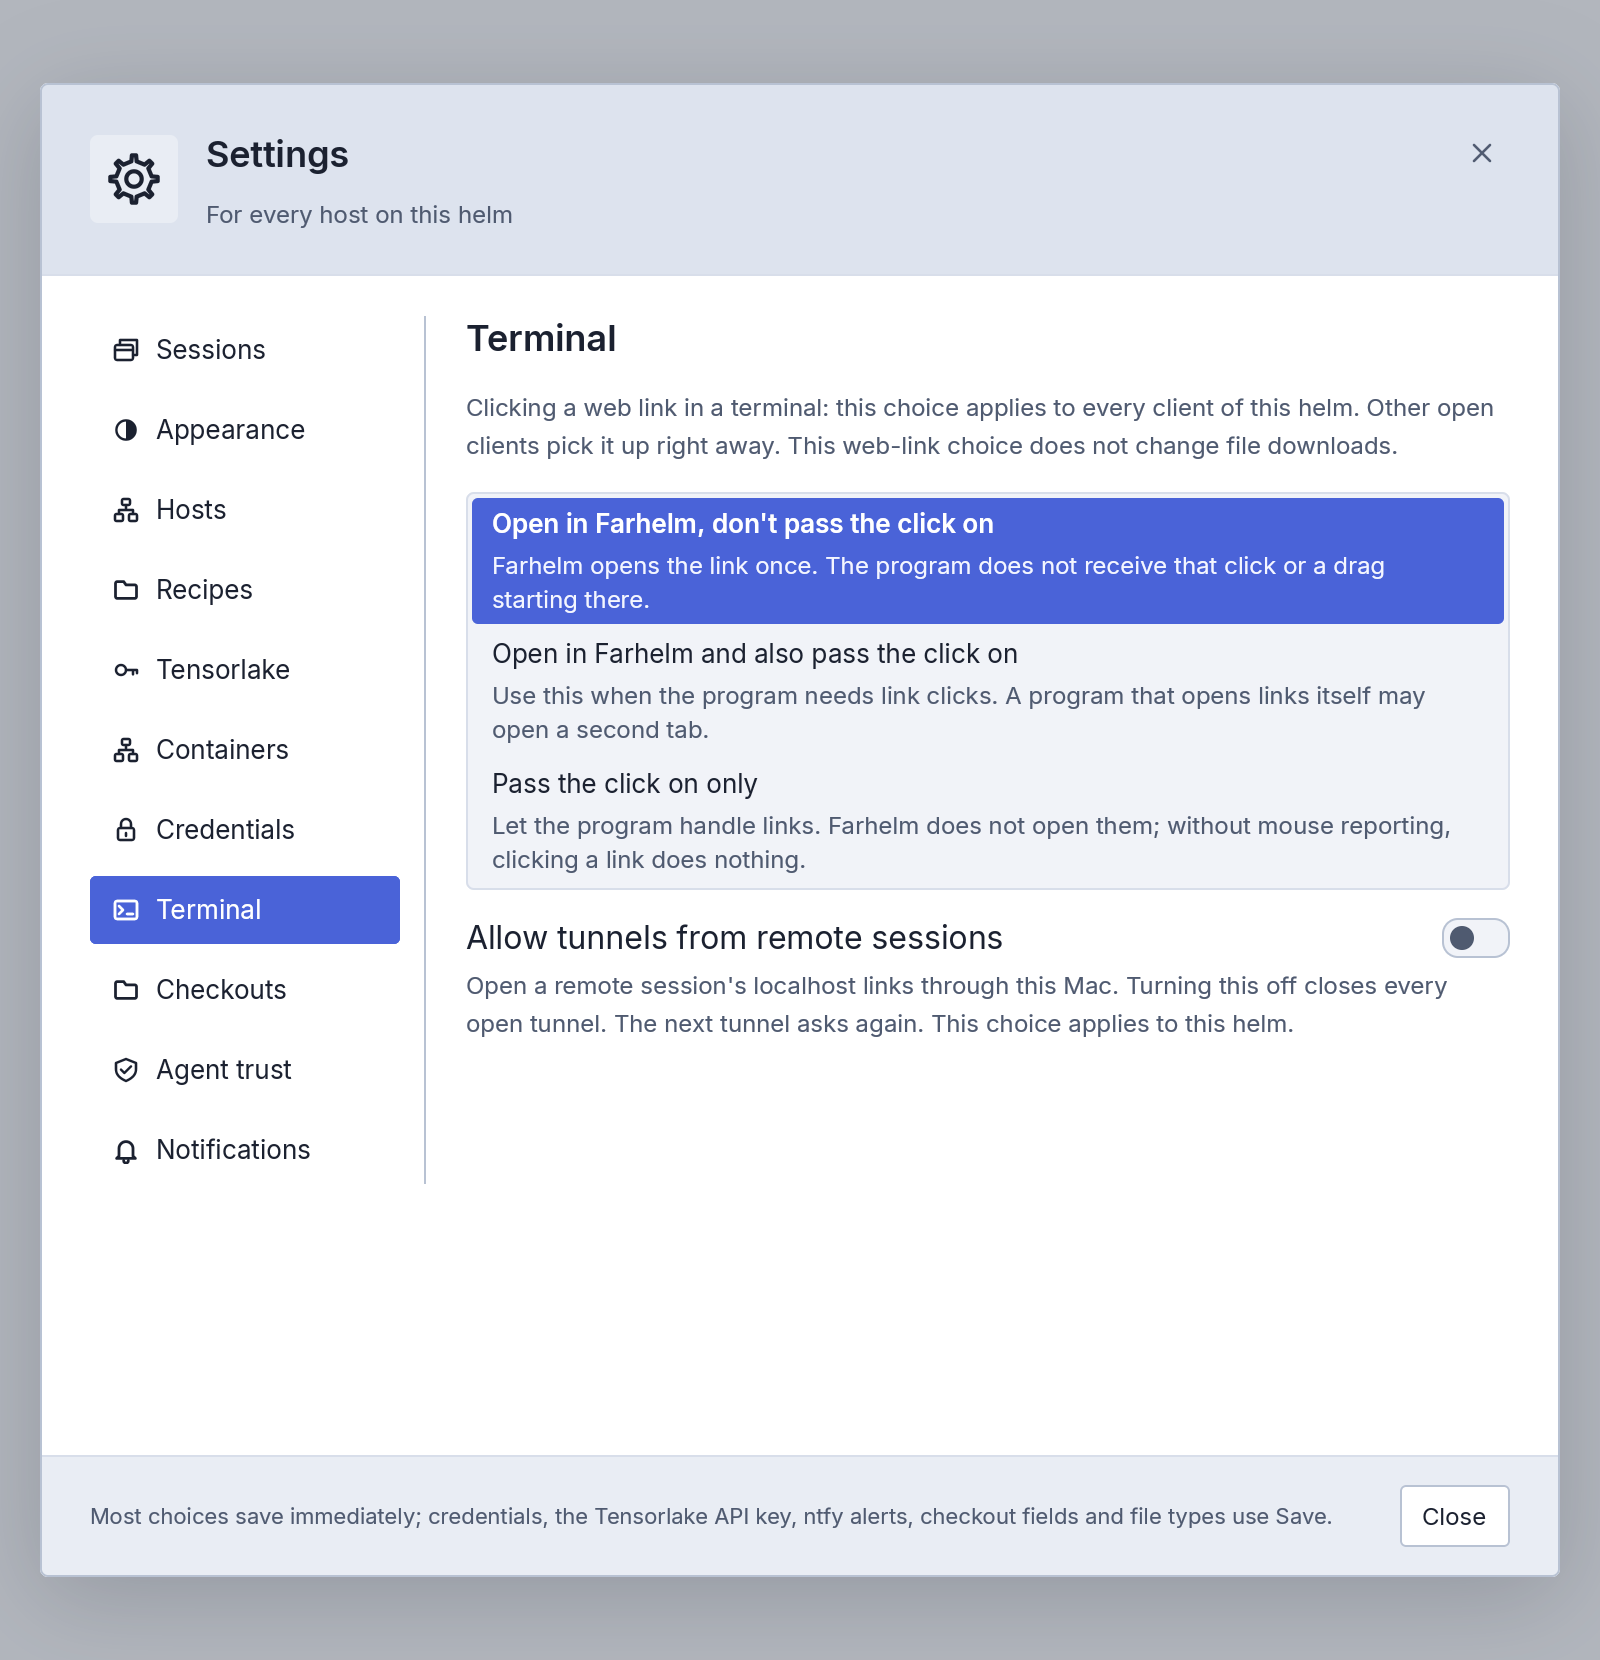 Settings
For every host on this helm
Sessions
Appearance
Hosts
Recipes
Tensorlake
Containers
Credentials
Terminal
Checkouts
Agent trust
Notifications
Terminal
Clicking a web link in a terminal: this choice applies to every client of this helm. Other open
clients pick it up right away. This web-link choice does not change file downloads.
Open in Farhelm, don't pass the click on
Farhelm opens the link once. The program does not receive that click or a drag
starting there.
Open in Farhelm and also pass the click on
Use this when the program needs link clicks. A program that opens links itself may
open a second tab.
Pass the click on only
Let the program handle links. Farhelm does not open them; without mouse reporting,
clicking a link does nothing.
Allow tunnels from remote sessions
Open a remote session's localhost links through this Mac. Turning this off closes every
open tunnel. The next tunnel asks again. This choice applies to this helm.
Most choices save immediately; credentials, the Tensorlake API key, ntfy alerts, checkout fields and file types use Save.
Close